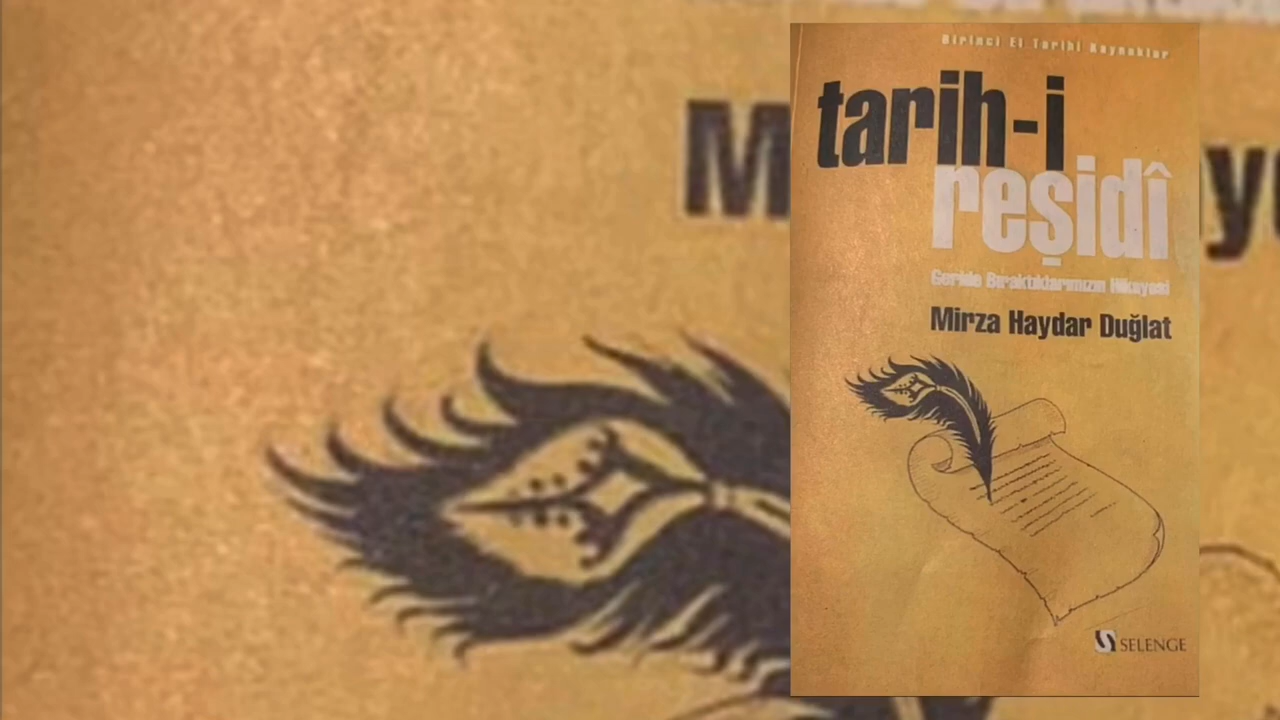 Birinci El Tarihi Kaynaklar
tarih-i
reşidî
Geride Bıraktıklarımızın Hikayesi
Mirza Haydar Duğlat
SELENGE